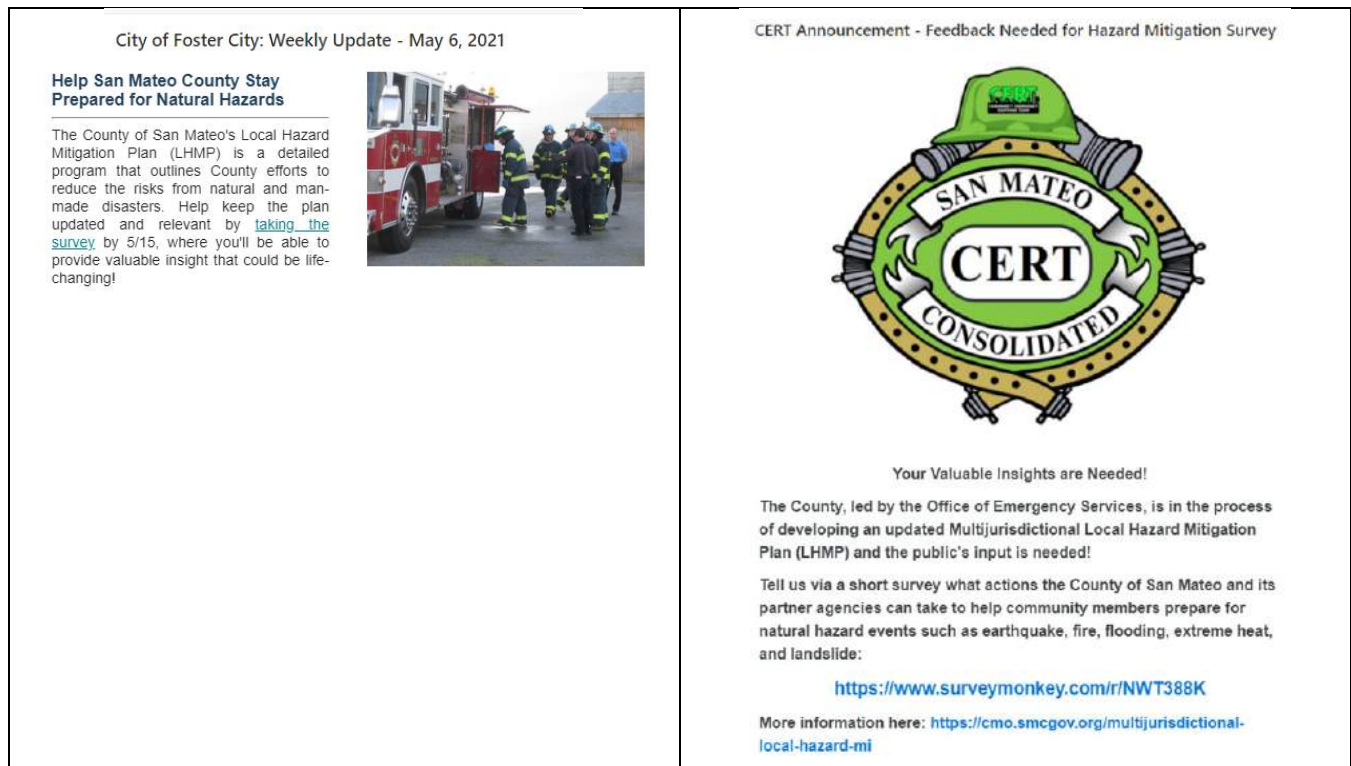 City of Foster City: Weekly Update - May 6, 2021
Help San Mateo County Stay
Prepared for Natural Hazards
The County of San Mateo's Local Hazard
Mitigation Plan (LHMP) is a detailed
program that outlines County efforts to
reduce the risks from natural and man-
made disasters. Help keep the plan
updated and relevant by taking the
survey by 5/15, where you'll be able to
provide valuable insight that could be life-
changing!
CERT Announcement - Feedback Needed for Hazard Mitigation Survey
CERT
SAN MATEO
CERT
CONSOLIDATED
Your Valuable Insights are Needed!
The County, led by the Office of Emergency Services, is in the process
of developing an updated Multijurisdictional Local Hazard Mitigation
Plan (LHMP) and the public's input is needed!
Tell us via a short survey what actions the County of San Mateo and its
partner agencies can take to help community members prepare for
natural hazard events such as earthquake, fire, flooding, extreme heat,
and landslide:
https://www.surveymonkey.com/r/NWT388K
More information here: https://cmo.smcgov.org/multijurisdictional-
local-hazard-mi